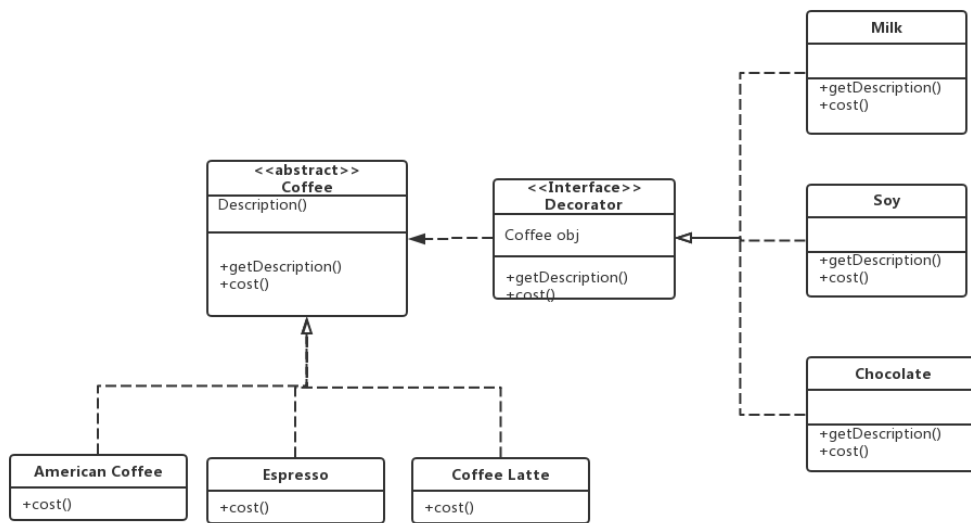 Milk
+getDescription()
+cost()
<<abstract>>
Coffee
Description()
+getDescription()
+cost()
<<Interface>>
Decorator
Coffee obj
+getDescription()
+cost()
Soy
+getDescription()
+cost()
Chocolate
+getDescription()
+cost()
American Coffee
+cost()
Espresso
+cost()
Coffee Latte
+cost()